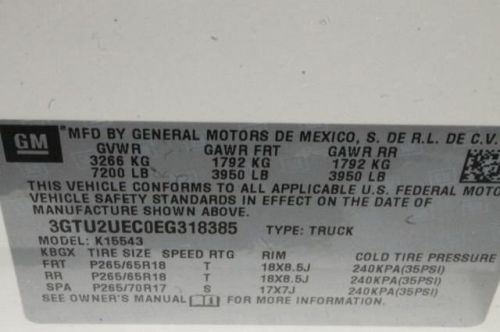 GM
MFD BY GENERAL MOTORS DE MEXICO, S. DE R.L. DE C.V.
GVWR GAWR FRT GAWR RR
3266 KG 1792 KG 1792 KG
7200 LB 3950 LB 3950 LB
THIS VEHICLE CONFORMS TO ALL APPLICABLE U.S. FEDERAL MOTO
VEHICLE SAFETY STANDARDS IN EFFECT ON THE DATE OF
MANUFACTURE SHOWN ABOVE.
3GTU2UEC0EG318385 TYPE: TRUCK
MODEL: K15543
KBGX TIRE SIZE SPEED RTG RIM COLD TIRE PRESSURE
FRT P265/65R18 T 18X8.5J 240KPA(35PSI)
RR P265/65R18 T 18X8.5J 240KPA(35PSI)
SPA P265/70R17 S 17X7J 240KPA(35PSI)
SEE OWNER'S MANUAL FOR MORE INFORMATION